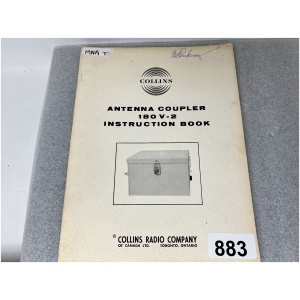 MNA T
COLLINS
ANTENNA COUPLER
180V-2
INSTRUCTION BOOK
COLLINS RADIO COMPANY
OF CANADA LTD. TORONTO, ONTARIO
883